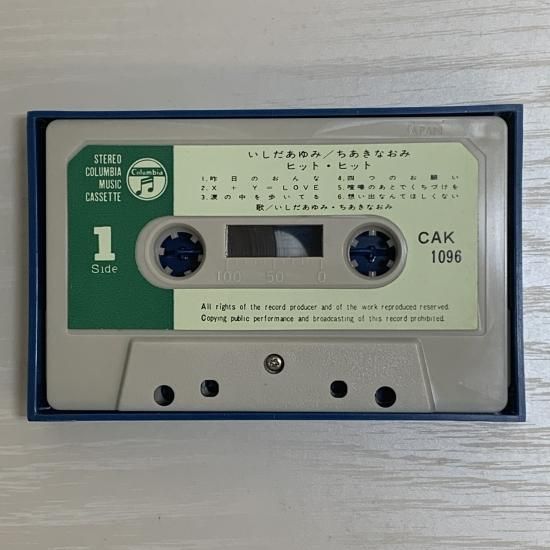 JAPAN
STEREO
COLUMBIA
MUSIC
CASSETTE
Columbia
いしだあゆみ/ちあきなおみ
ヒット・ヒット
1.昨日のおんな 4.四つのお願い
2.X+Y=LOVE 5.喧嘩のあとでくちづけを
3.涙の中を歩いてる 6.想い出なんてほしくない
歌/いしだあゆみ・ちあきなおみ
1
Side
100 50 0
CAK
1096
All rights of the record producer and of the work reproduced reserved.
Copying public performance and broadcasting of this record prohibited.